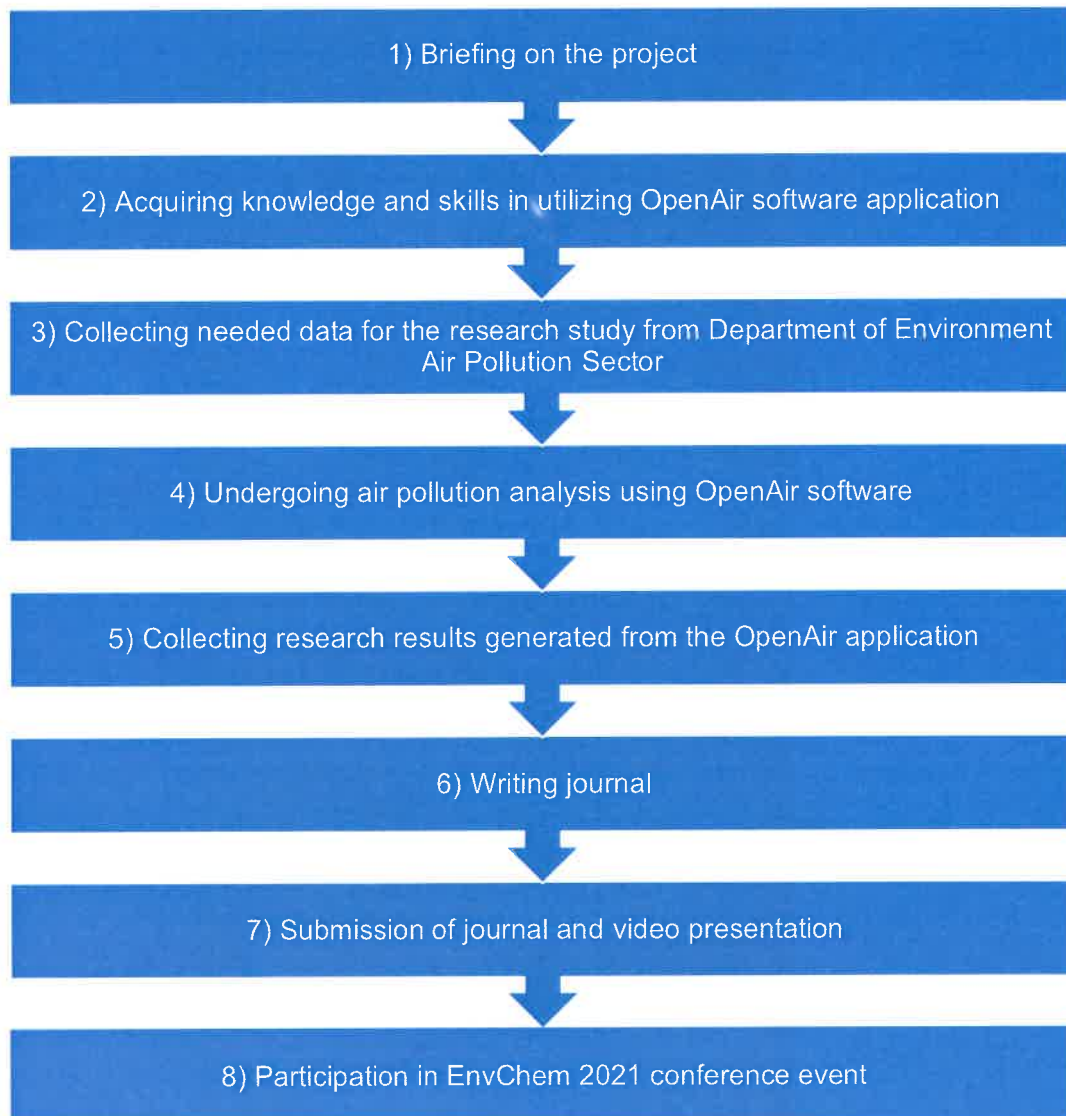 1) Briefing on the project
2) Acquiring knowledge and skills in utilizing OpenAir software application
3) Collecting needed data for the research study from Department of Environment
Air Pollution Sector
4) Undergoing air pollution analysis using OpenAir software
5) Collecting research results generated from the OpenAir application
6) Writing journal
7) Submission of journal and video presentation
8) Participation in EnvChem 2021 conference event